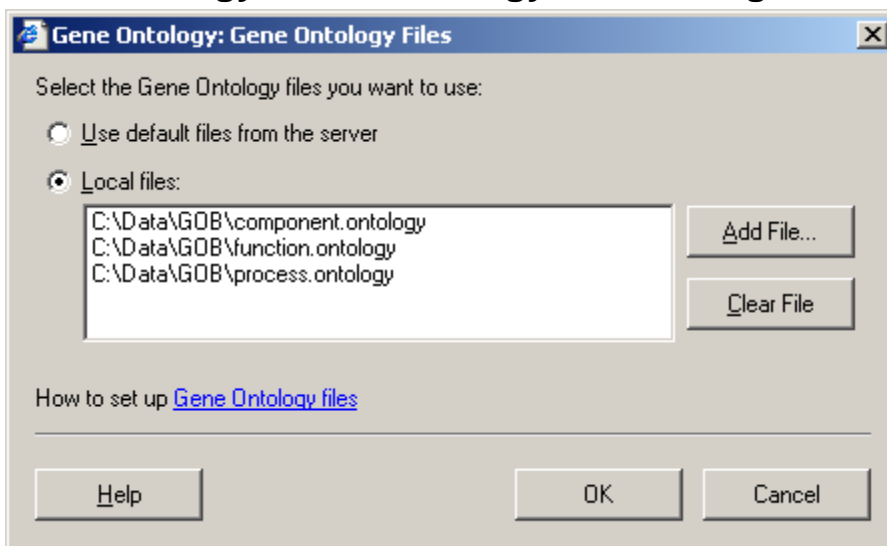 Gene Ontology: Gene Ontology Files
Select the Gene Ontology files you want to use:
Use default files from the server
Local files:
C:\Data\GOB\component.ontology
C:\Data\GOB\function.ontology
C:\Data\GOB\process.ontology
Add File...
Clear File
How to set up Gene Ontology files
Help
OK
Cancel